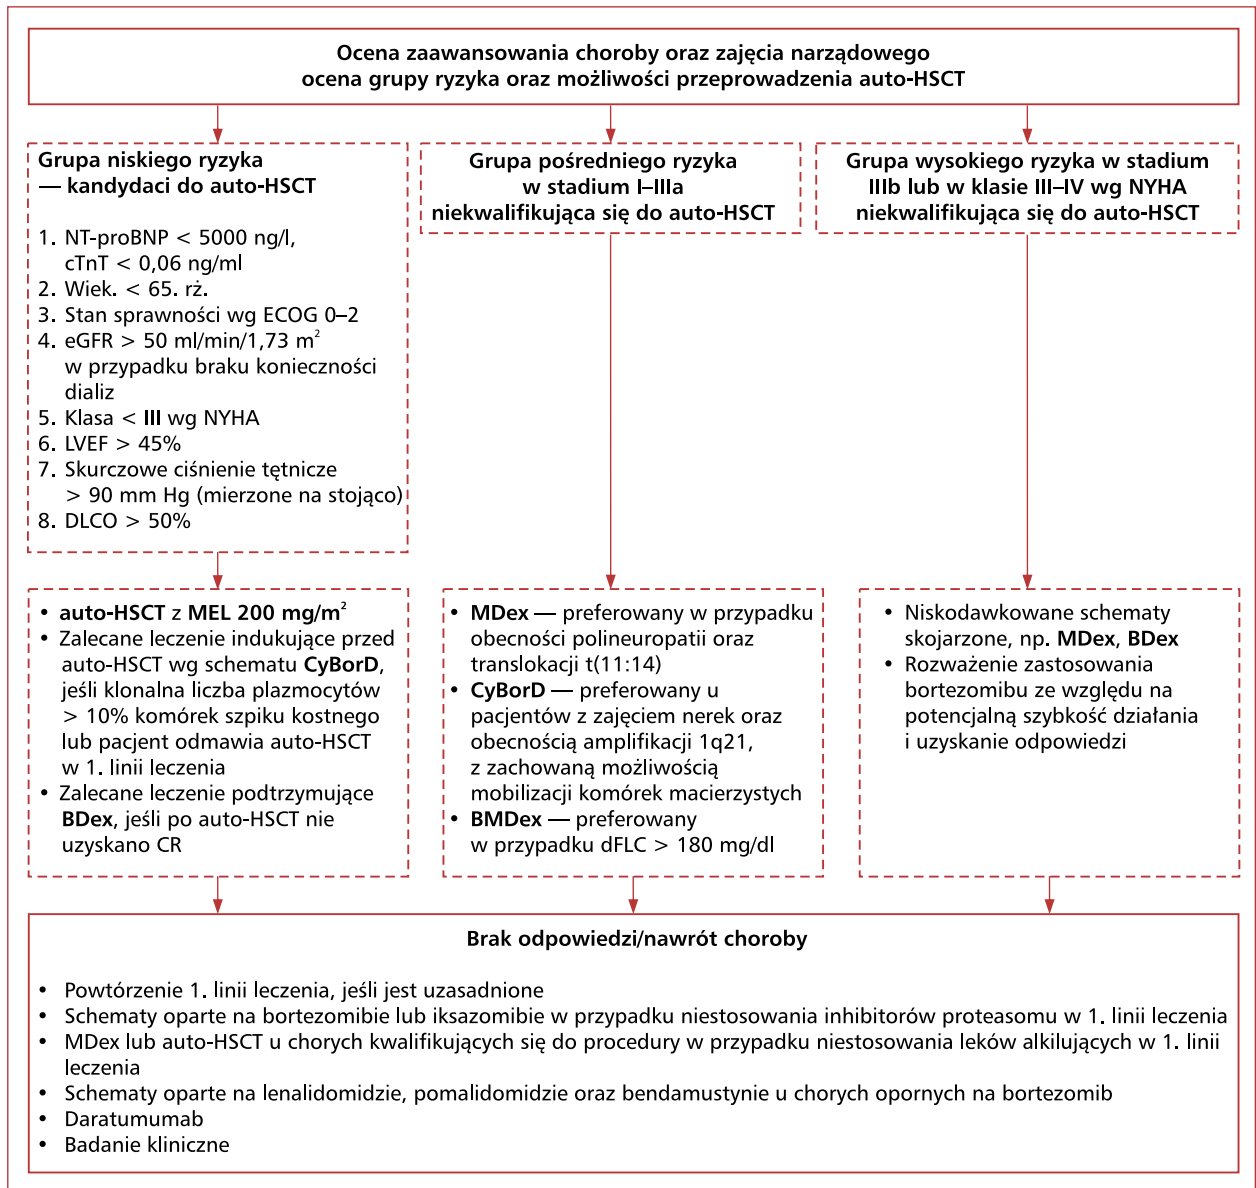 Ocena zaawansowania choroby oraz zajęcia narządowego
ocena grupy ryzyka oraz możliwości przeprowadzenia auto-HSCT
Grupa niskiego ryzyka
— kandydaci do auto-HSCT
1. NT-proBNP < 5000 ng/l,
cTnT < 0,06 ng/ml
2. Wiek. < 65. rż.
3. Stan sprawności wg ECOG 0–2
4. eGFR > 50 ml/min/1,73 m²
w przypadku braku konieczności
dializ
5. Klasa < III wg NYHA
6. LVEF > 45%
7. Skurczowe ciśnienie tętnicze
> 90 mm Hg (mierzone na stojąco)
8. DLCO > 50%
Grupa pośredniego ryzyka
w stadium I–IIIa
niekwalifikująca się do auto-HSCT
Grupa wysokiego ryzyka w stadium
IIIb lub w klasie III–IV wg NYHA
niekwalifikująca się do auto-HSCT
• auto-HSCT z MEL 200 mg/m²
• Zalecane leczenie indukujące przed
auto-HSCT wg schematu CyBorD,
jeśli klonalna liczba plazmocytów
> 10% komórek szpiku kostnego
lub pacjent odmawia auto-HSCT
w 1. linii leczenia
• Zalecane leczenie podtrzymujące
BDex, jeśli po auto-HSCT nie
uzyskano CR
• MDex — preferowany w przypadku
obecności polineuropatii oraz
translokacji t(11:14)
• CyBorD — preferowany u
pacjentów z zajęciem nerek oraz
obecnością amplifikacji 1q21,
z zachowaną możliwością
mobilizacji komórek macierzystych
• BMDex — preferowany
w przypadku dFLC > 180 mg/dl
• Niskodawkowane schematy
skojarzone, np. MDex, BDex
• Rozważenie zastosowania
bortezomibu ze względu na
potencjalną szybkość działania
i uzyskanie odpowiedzi
Brak odpowiedzi/nawrót choroby
• Powtórzenie 1. linii leczenia, jeśli jest uzasadnione
• Schematy oparte na bortezomibie lub iksazomibie w przypadku niestosowania inhibitorów proteasomu w 1. linii leczenia
• MDex lub auto-HSCT u chorych kwalifikujących się do procedury w przypadku niestosowania leków alkilujących w 1. linii
leczenia
• Schematy oparte na lenalidomidzie, pomalidomidzie oraz bendamustynie u chorych opornych na bortezomib
• Daratumumab
• Badanie kliniczne